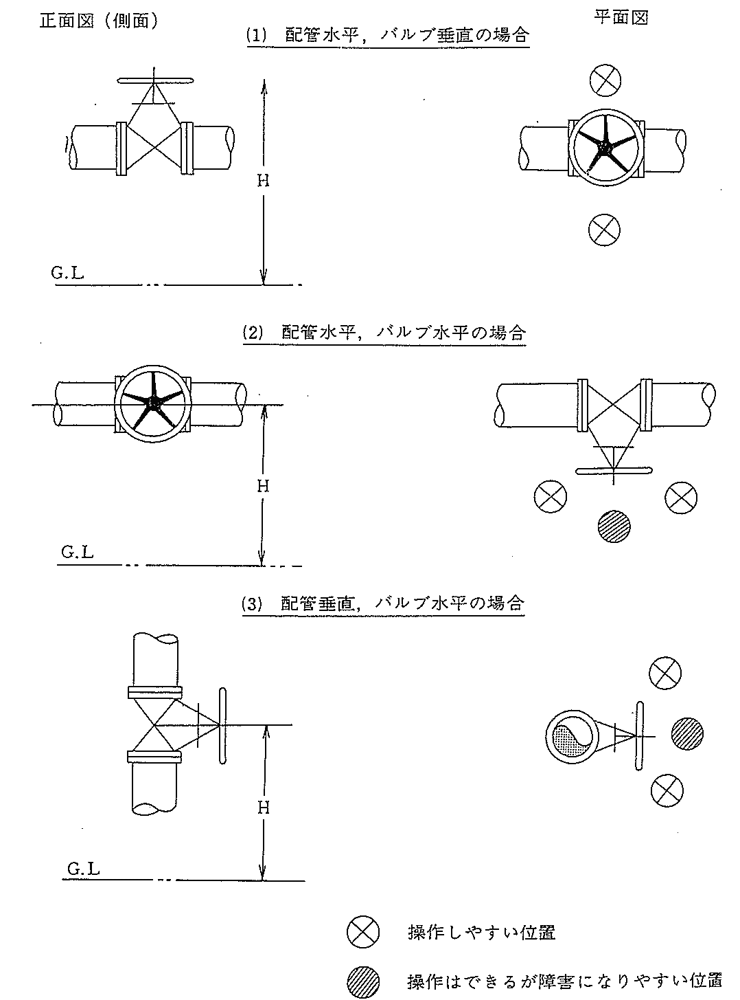 正面図(側面)
平面図
(1) 配管水平,バルブ垂直の場合
H
G.L
(2) 配管水平,バルブ水平の場合
H
G.L
(3) 配管垂直,バルブ水平の場合
H
G.L
操作しやすい位置
操作はできるが障害になりやすい位置